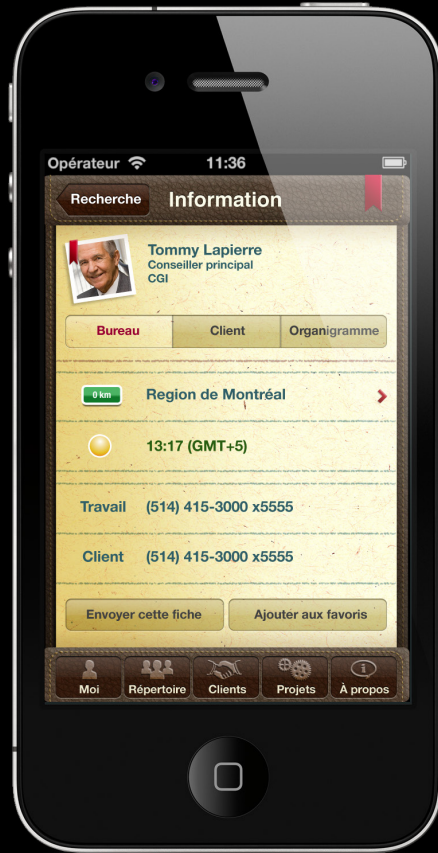 Opérateur 11:36
Recherche Information
Tommy Lapierre
Conseiller principal
CGI
Bureau Client Organigramme
0 km Region de Montréal
13:17 (GMT+5)
Travail (514) 415-3000 x5555
Client (514) 415-3000 x5555
Envoyer cette fiche Ajouter aux favoris
Moi Répertoire Clients Projets À propos